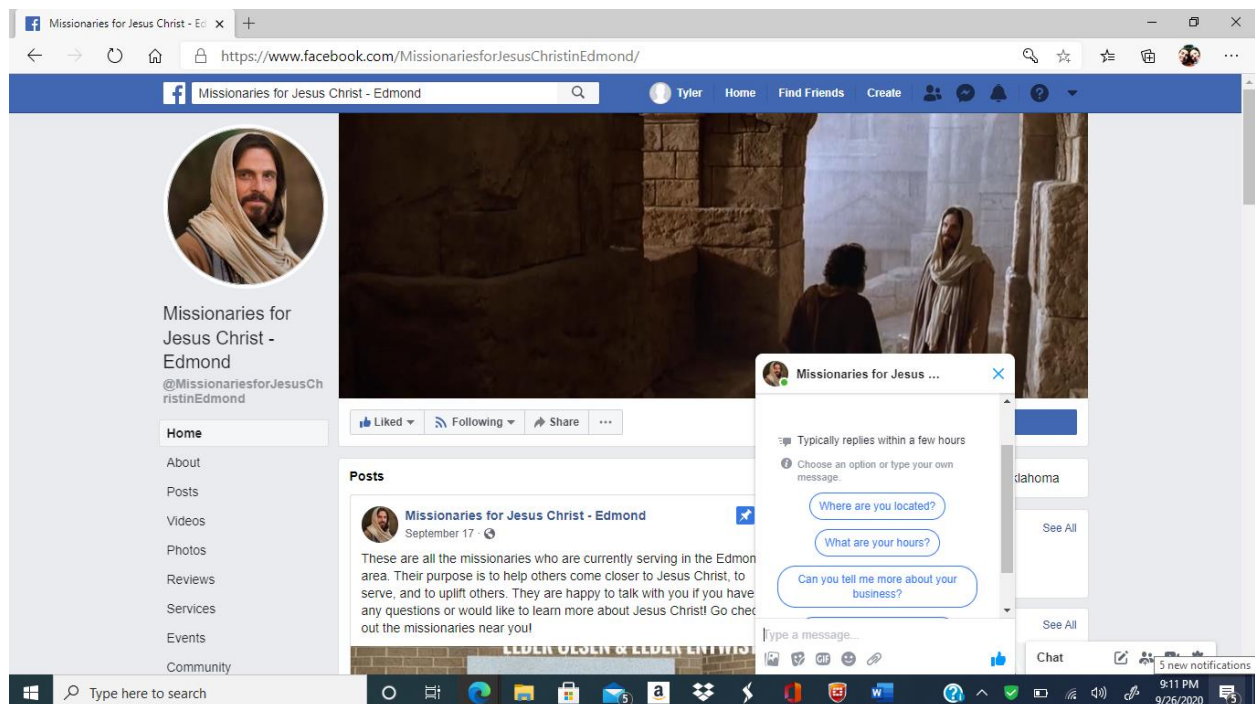 Missionaries for Jesus Christ - Ed
https://www.facebook.com/MissionariesforJesusChristinEdmond/
Missionaries for Jesus Christ - Edmond
Tyler Home Find Friends Create
Missionaries for
Jesus Christ -
Edmond
@MissionariesforJesusCh
ristinEdmond
Home
About
Posts
Videos
Photos
Reviews
Services
Events
Community
Liked Following Share
Posts
Missionaries for Jesus Christ - Edmond
September 17
These are all the missionaries who are currently serving in the Edmon
area. Their purpose is to help others come closer to Jesus Christ, to
serve, and to uplift others. They are happy to talk with you if you have
any questions or would like to learn more about Jesus Christ! Go chec
out the missionaries near you!
ELDER OLSEN & ELDER ENTWIS
lahoma
See All
See All
Missionaries for Jesus ...
Typically replies within a few hours
Choose an option or type your own
message.
Where are you located?
What are your hours?
Can you tell me more about your
business?
Type a message...
GIF
Chat
5 new notifications
Type here to search
5
a
W
9:11 PM
9/26/2020
5